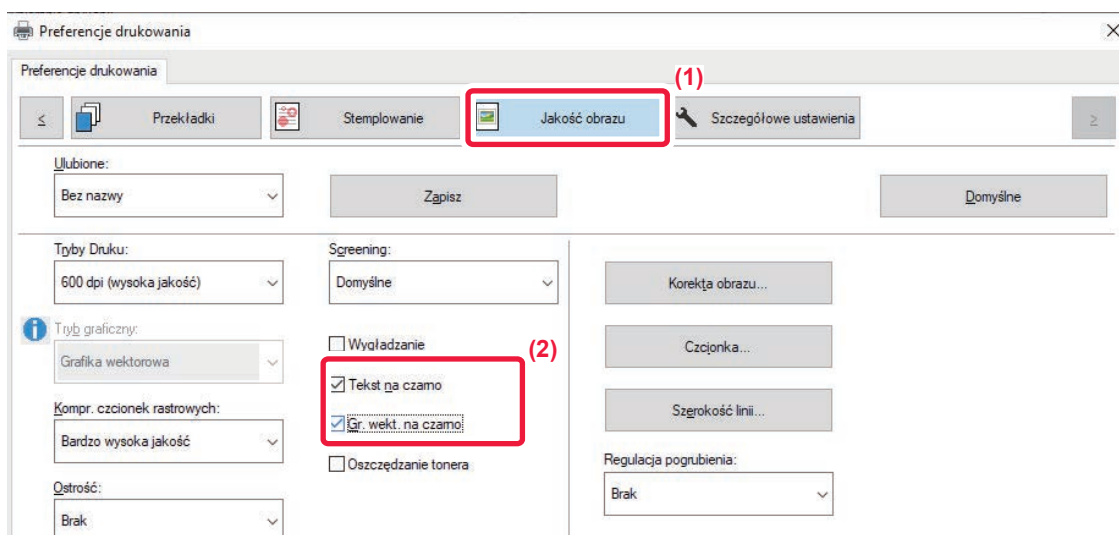 Preferencje drukowania
Preferencje drukowania
(1)
< Przekładki Stemplowanie Jakość obrazu Szczegółowe ustawienia >
Ulubione:
Bez nazwy Zapisz Domyślne
Tryby Druku: Screening:
600 dpi (wysoka jakość) Domyślne Korekta obrazu...
Tryb graficzny:
Wygładzanie (2) Czcionka...
Grafika wektorowa
Tekst na czarno
Kompr. czcionek rastrowych: Szerokość linii...
Gr. wekt. na czarno
Bardzo wysoka jakość
Oszczędzanie tonera Regulacja pogrubienia:
Ostrość: Brak
Brak